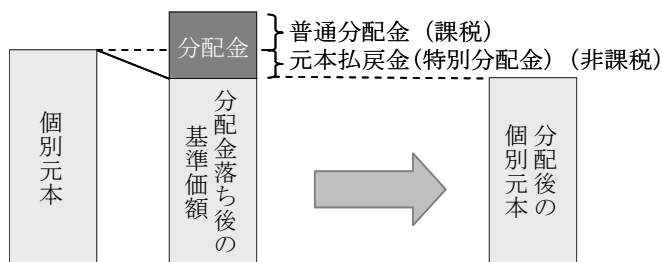 普通分配金（課税）
分配金
元本払戻金(特別分配金)（非課税）
個別元本
分配金落ち後の
基準価額
分配後の
個別元本